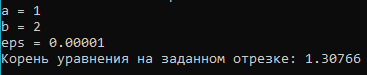 a = 1
b = 2
eps = 0.00001
Корень уравнения на заданном отрезке: 1.30766